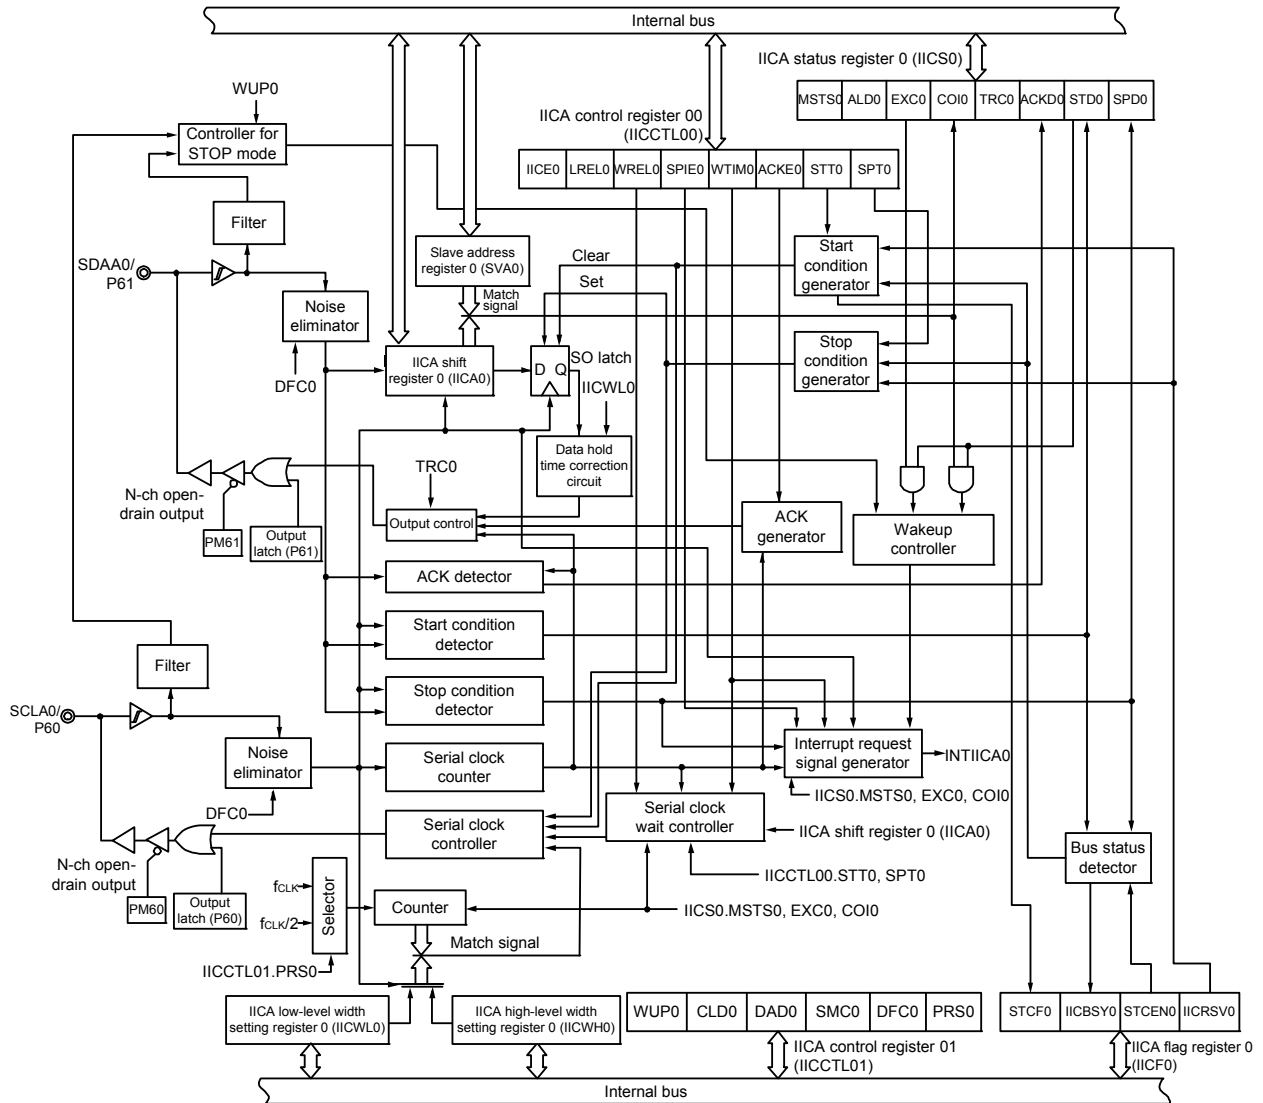 Internal bus
IICA status register 0 (IICS0)
MSTS0 ALD0 EXC0 COI0 TRC0 ACKD0 STD0 SPD0
WUP0
IICA control register 00
(IICCTL00)
Controller for
STOP mode
IICE0 LREL0 WREL0 SPIE0 WTIM0 ACKE0 STT0 SPT0
Filter
SDAA0/
P61
Slave address
register 0 (SVA0)
Clear
Start
condition
generator
Set
Match
signal
Noise
eliminator
Stop
condition
generator
DFC0
IICA shift
register 0 (IICA0)
D Q
SO latch
IICWL0
Data hold
time correction
circuit
TRC0
N-ch open-
drain output
PM61
Output
latch (P61)
Output control
ACK
generator
Wakeup
controller
ACK detector
Start condition
detector
Filter
Stop condition
detector
SCLA0/
P60
Noise
eliminator
Serial clock
counter
Interrupt request
signal generator
INTIICA0
DFC0
IICS0.MSTS0, EXC0, COI0
Serial clock
controller
Serial clock
wait controller
IICA shift register 0 (IICA0)
Bus status
detector
N-ch open-
drain output
PM60
Output
latch (P60)
IICCTL00.STT0, SPT0
fCLK
fCLK/2
Selector
Counter
IICS0.MSTS0, EXC0, COI0
Match signal
IICCTL01.PRS0
IICA low-level width
setting register 0 (IICWL0)
IICA high-level width
setting register 0 (IICWH0)
WUP0 CLD0 DAD0 SMC0 DFC0 PRS0
STCF0 IICBSY0 STCEN0 IICRSV0
IICA control register 01
(IICCTL01)
IICA flag register 0
(IICF0)
Internal bus